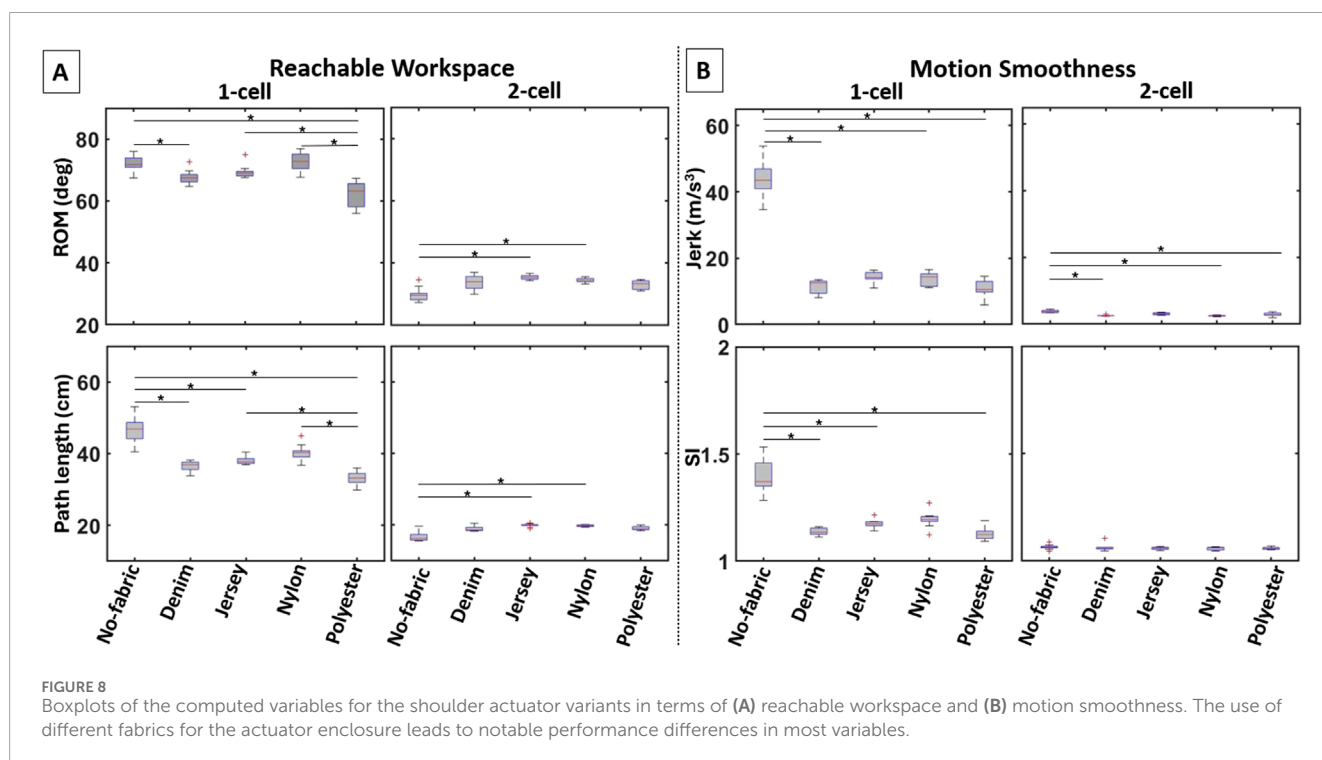 A
Reachable Workspace
1-cell
2-cell
ROM (deg)
80
60
40
20
* * * *
* *
Path length (cm)
60
40
20
* * * * *
* *
No-fabric
Denim
Jersey
Nylon
Polyester
No-fabric
Denim
Jersey
Nylon
Polyester
B
Motion Smoothness
1-cell
2-cell
Jerk (m/s³)
60
40
20
0
* * *
* * *
SI
2
1.5
1
* * *
No-fabric
Denim
Jersey
Nylon
Polyester
No-fabric
Denim
Jersey
Nylon
Polyester
FIGURE 8
Boxplots of the computed variables for the shoulder actuator variants in terms of (A) reachable workspace and (B) motion smoothness. The use of
different fabrics for the actuator enclosure leads to notable performance differences in most variables.